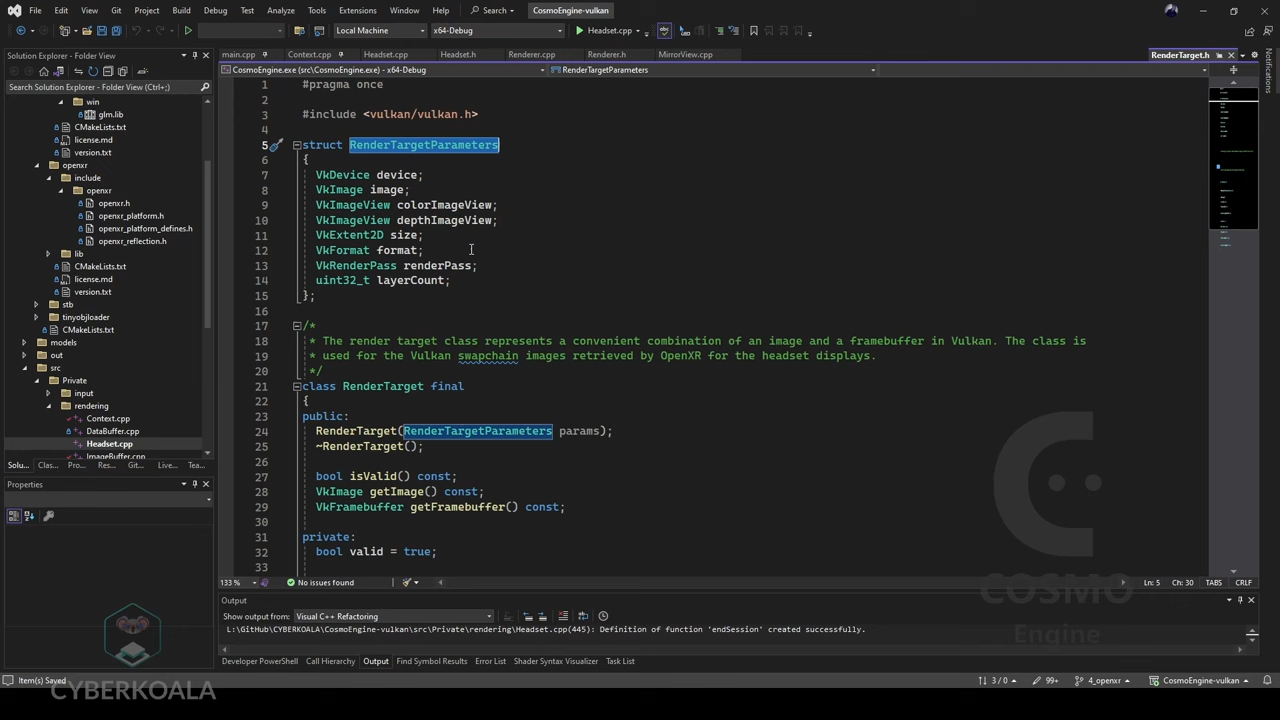 File Edit View Git Project Build Debug Test Analyze Tools Extensions Window Help Search CosmoEngine-vulkan
Local Machine x64-Debug Headset.cpp
Solution Explorer - Folder View
main.cpp Context.cpp Headset.cpp Headset.h Renderer.cpp Renderer.h MirrorView.cpp RenderTarget.h
Notifications
CosmoEngine.exe (src\CosmoEngine.exe) - x64-Debug RenderTargetParameters
Search Solution Explorer (Ctrl+;)
win
glm.lib
CMakeLists.txt
license.md
version.txt
openxr
include
openxr
openxr.h
openxr_platform.h
openxr_platform_defines.h
openxr_reflection.h
lib
CMakeLists.txt
license.md
version.txt
stb
tinyobjloader
CMakeLists.txt
models
out
src
Private
input
rendering
Context.cpp
DataBuffer.cpp
Headset.cpp
ImageBuffer.cpp
Solu... Clas... Pro... Res... Git ... Live... Tea...
Properties
1 #pragma once
2
3 #include <vulkan/vulkan.h>
4
5 struct RenderTargetParameters
6 {
7 VkDevice device;
8 VkImage image;
9 VkImageView colorImageView;
10 VkImageView depthImageView;
11 VkExtent2D size;
12 VkFormat format;
13 VkRenderPass renderPass;
14 uint32_t layerCount;
15 };
16
17 /*
18 * The render target class represents a convenient combination of an image and a framebuffer in Vulkan. The class is
19 * used for the Vulkan swapchain images retrieved by OpenXR for the headset displays.
20 */
21 class RenderTarget final
22 {
23 public:
24 RenderTarget(RenderTargetParameters params);
25 ~RenderTarget();
26
27 bool isValid() const;
28 VkImage getImage() const;
29 VkFramebuffer getFramebuffer() const;
30
31 private:
32 bool valid = true;
33
133 % No issues found Ln: 5 Ch: 30 TABS CRLF
COSMO
Engine
Output
Show output from: Visual C++ Refactoring
L:\GitHub\CYBERKOALA\CosmoEngine-vulkan\src\Private\rendering\Headset.cpp(445): Definition of function 'endSession' created successfully.
Developer PowerShell Call Hierarchy Output Find Symbol Results Error List Shader Syntax Visualizer Task List
Item(s) Saved 3 / 0 99+ 4_openxr CosmoEngine-vulkan
CYBERKOALA